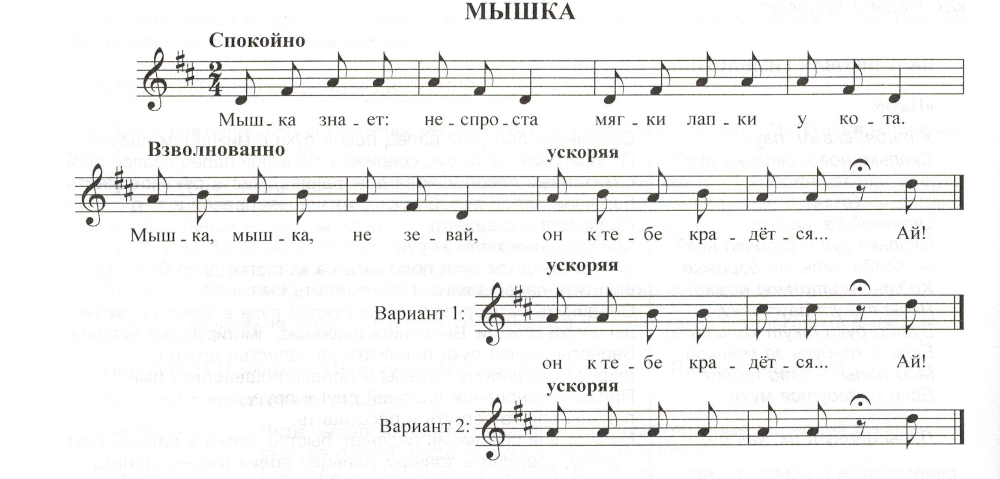 МЫШКА
Спокойно
Мыш - ка зна - ет: не - спро - ста мяг - ки лап - ки у ко - та.
Взволнованно ускоряя
Мыш - ка, мыш - ка, не зе - вай, он к те - бе кра - дёт - ся... Ай!
ускоряя
Вариант 1:
он к те - бе кра - дёт - ся... Ай!
ускоряя
Вариант 2: